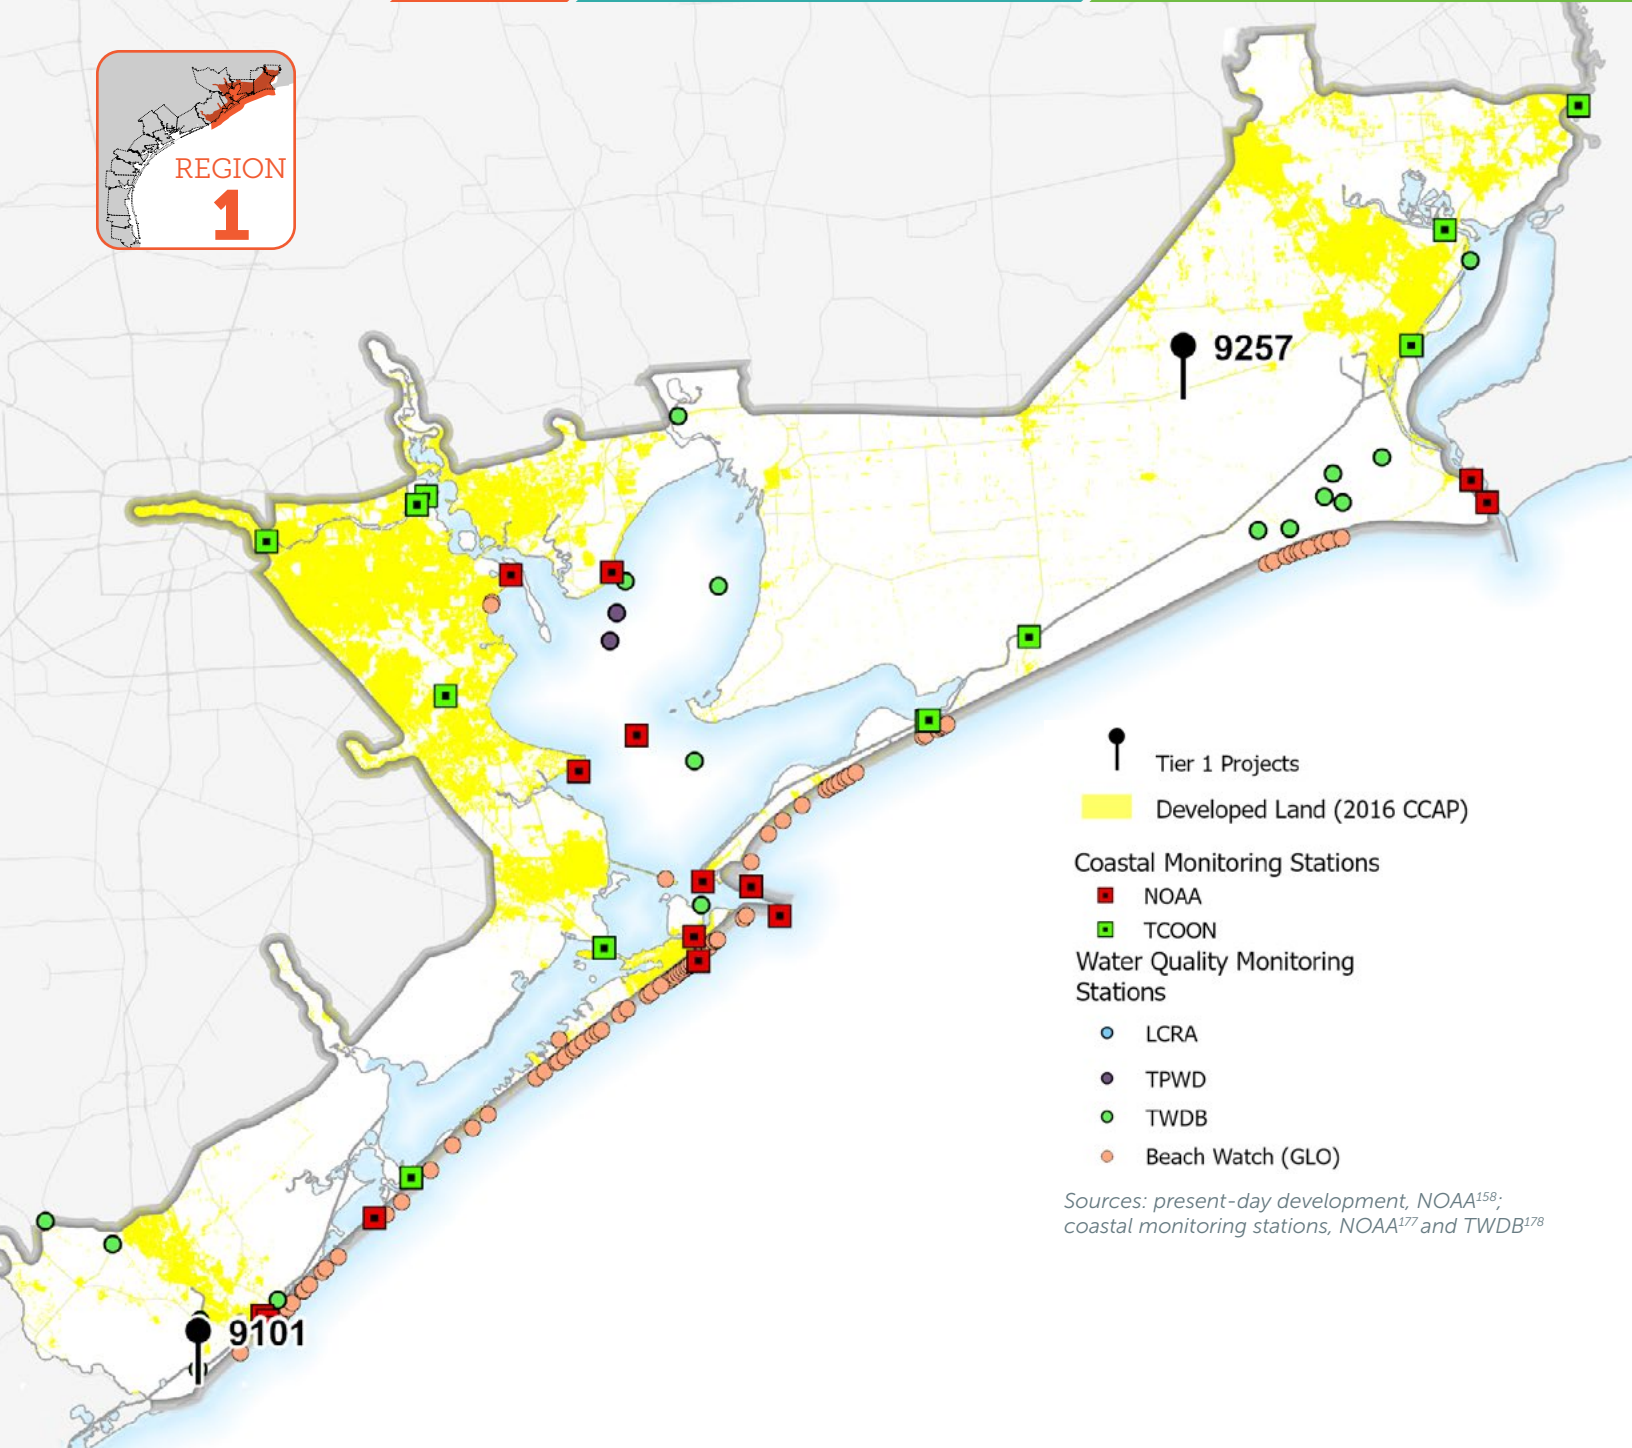 REGION
1
9257
Tier 1 Projects
Developed Land (2016 CCAP)
Coastal Monitoring Stations
NOAA
TCOON
Water Quality Monitoring
Stations
LCRA
TPWD
TWDB
Beach Watch (GLO)
Sources: present-day development, NOAA¹⁵⁸;
coastal monitoring stations, NOAA¹⁷⁷ and TWDB¹⁷⁸
9101